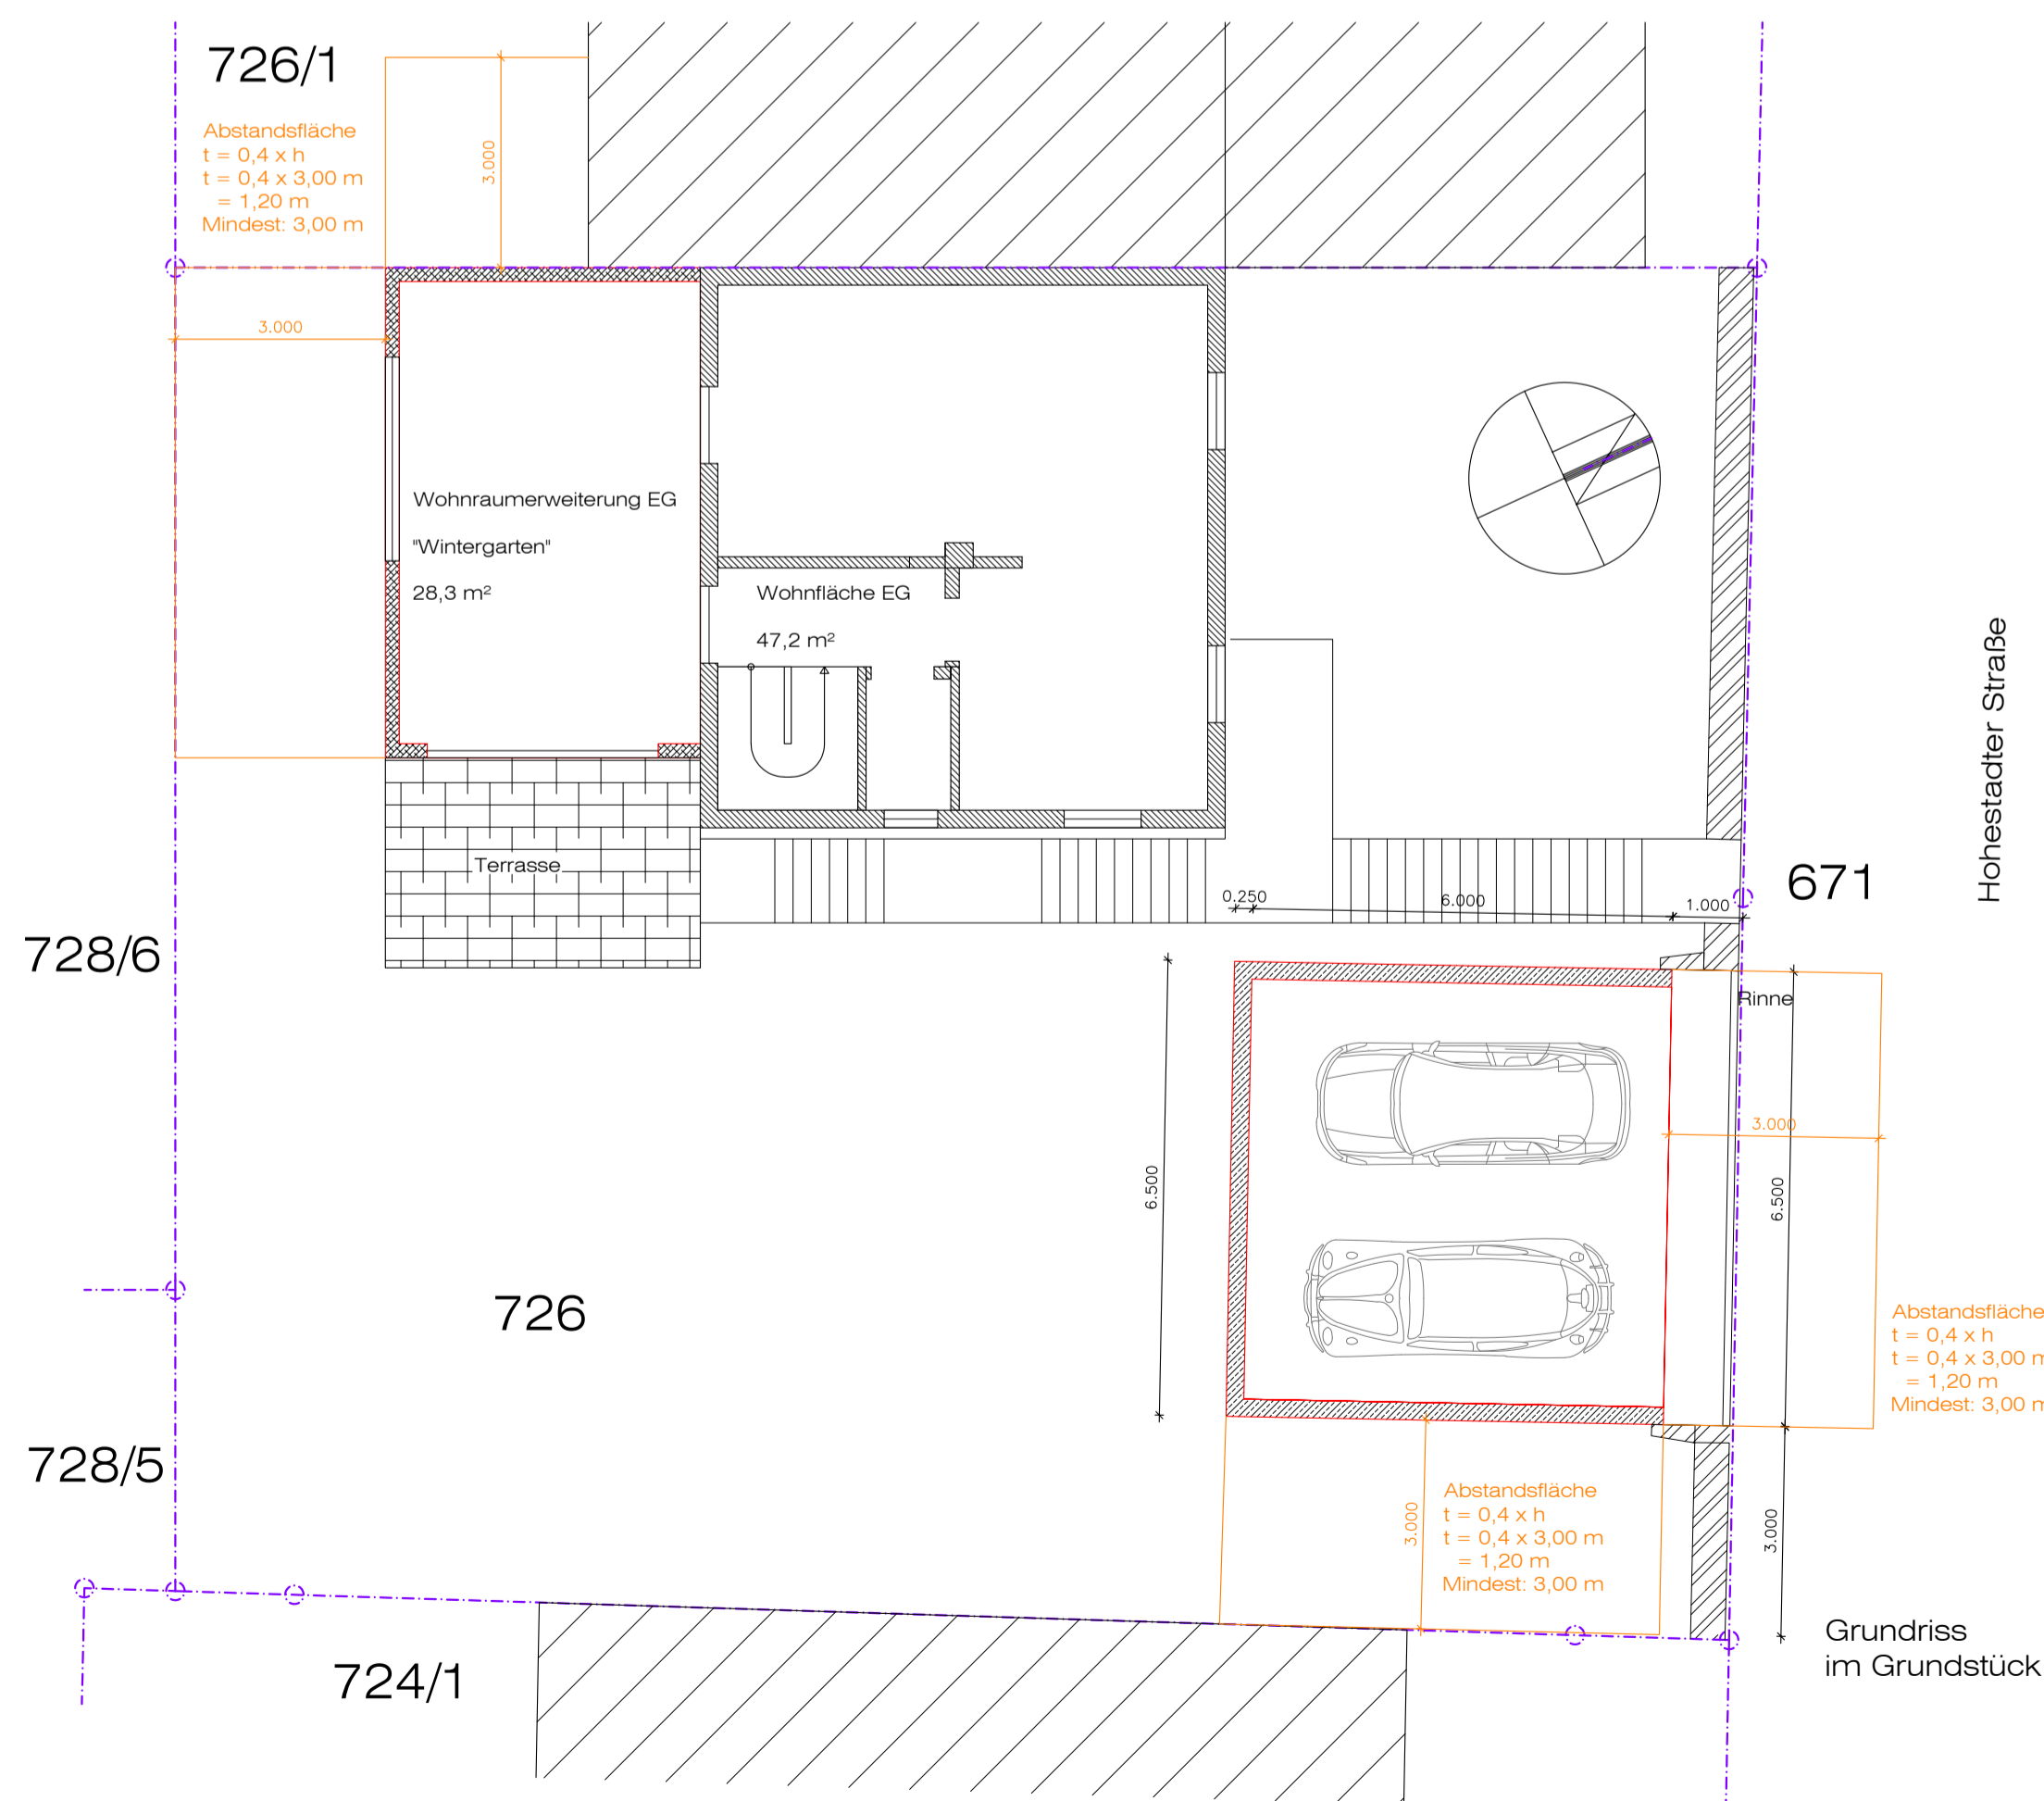 726/1
Abstandsfläche
t = 0,4 x h
t = 0,4 x 3,00 m
= 1,20 m
Mindest: 3,00 m
3.000
3.000
Wohnraumerweiterung EG
"Wintergarten"
28,3 m²
Wohnfläche EG
47,2 m²
Hohestadter Straße
Terrasse
671
0.250
6.000
1.000
728/6
Rinne
3.000
6.500
6.500
726
Abstandsfläche
t = 0,4 x h
t = 0,4 x 3,00 m
= 1,20 m
Mindest: 3,00 m
728/5
Abstandsfläche
t = 0,4 x h
t = 0,4 x 3,00 m
= 1,20 m
Mindest: 3,00 m
3.000
3.000
724/1
Grundriss
im Grundstück